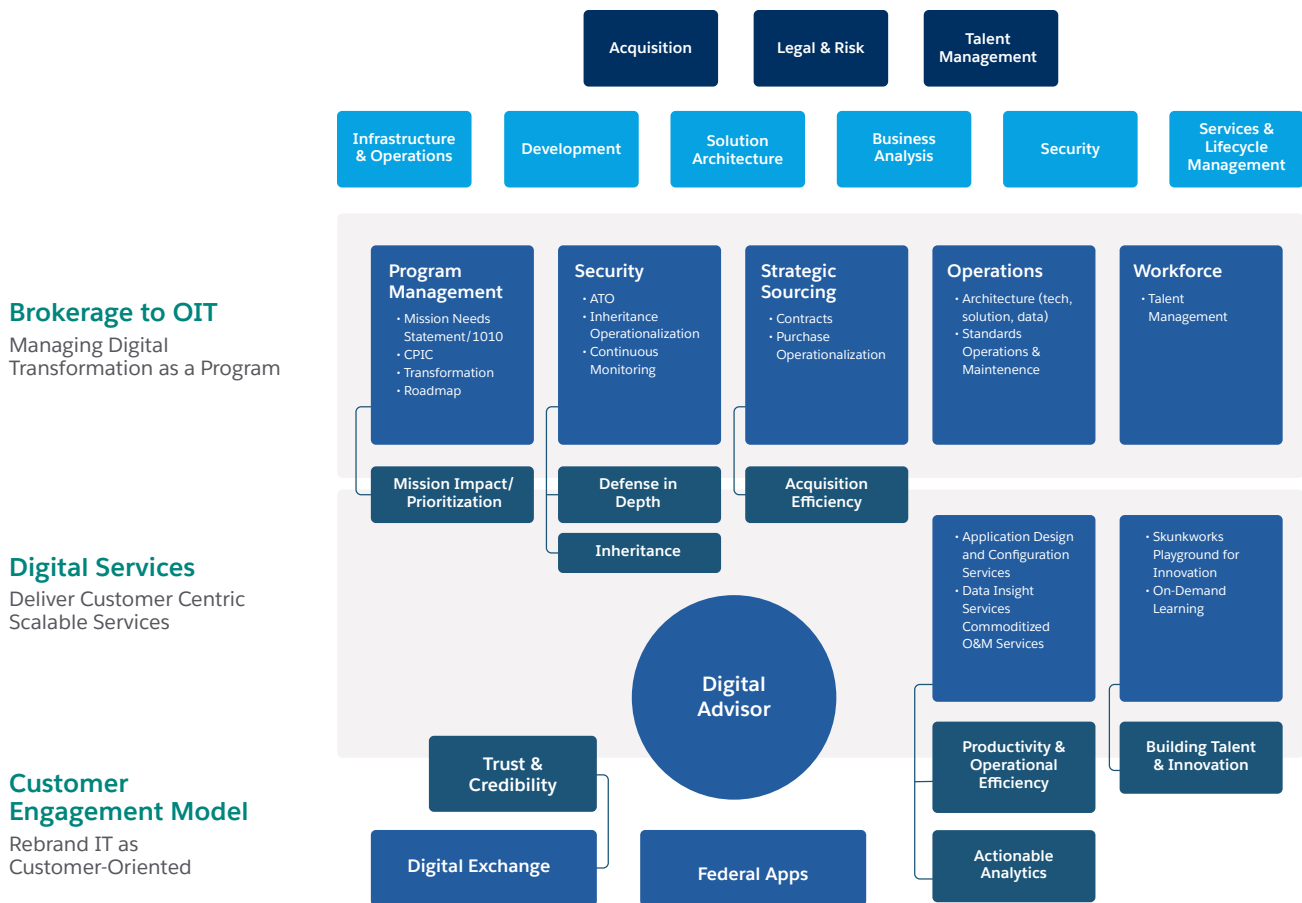 Acquisition
Legal & Risk
Talent
Management
Infrastructure
& Operations
Development
Solution
Architecture
Business
Analysis
Security
Services &
Lifecycle
Management
Brokerage to OIT
Managing Digital
Transformation as a Program
Program
Management
· Mission Needs
Statement/1010
· CPIC
· Transformation
· Roadmap
Security
· ATO
· Inheritance
Operationalization
· Continuous
Monitoring
Strategic
Sourcing
· Contracts
· Purchase
Operationalization
Operations
· Architecture (tech,
solution, data)
· Standards
Operations &
Maintenence
Workforce
· Talent
Management
Mission Impact/
Prioritization
Defense in
Depth
Inheritance
Acquisition
Efficiency
Digital Services
Deliver Customer Centric
Scalable Services
· Application Design
and Configuration
Services
· Data Insight
Services
Commoditized
O&M Services
· Skunkworks
Playground for
Innovation
· On-Demand
Learning
Digital
Advisor
Productivity &
Operational
Efficiency
Building Talent
& Innovation
Customer
Engagement Model
Rebrand IT as
Customer-Oriented
Trust &
Credibility
Digital Exchange
Federal Apps
Actionable
Analytics